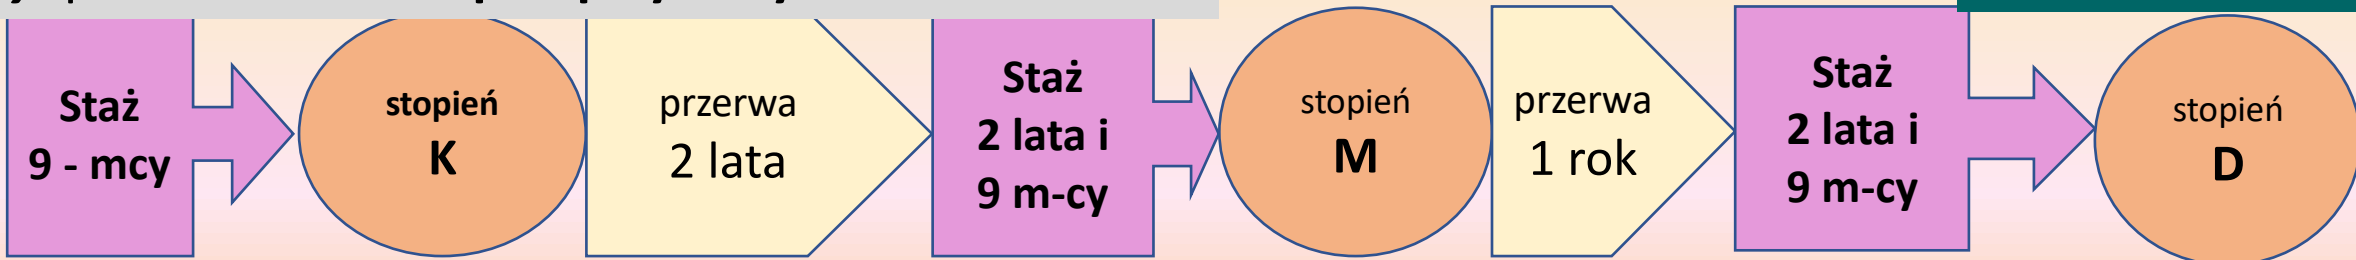 Staż
9 - mcy
stopień
K
przerwa
2 lata
Staż
2 lata i
9 m-cy
stopień
M
przerwa
1 rok
Staż
2 lata i
9 m-cy
stopień
D